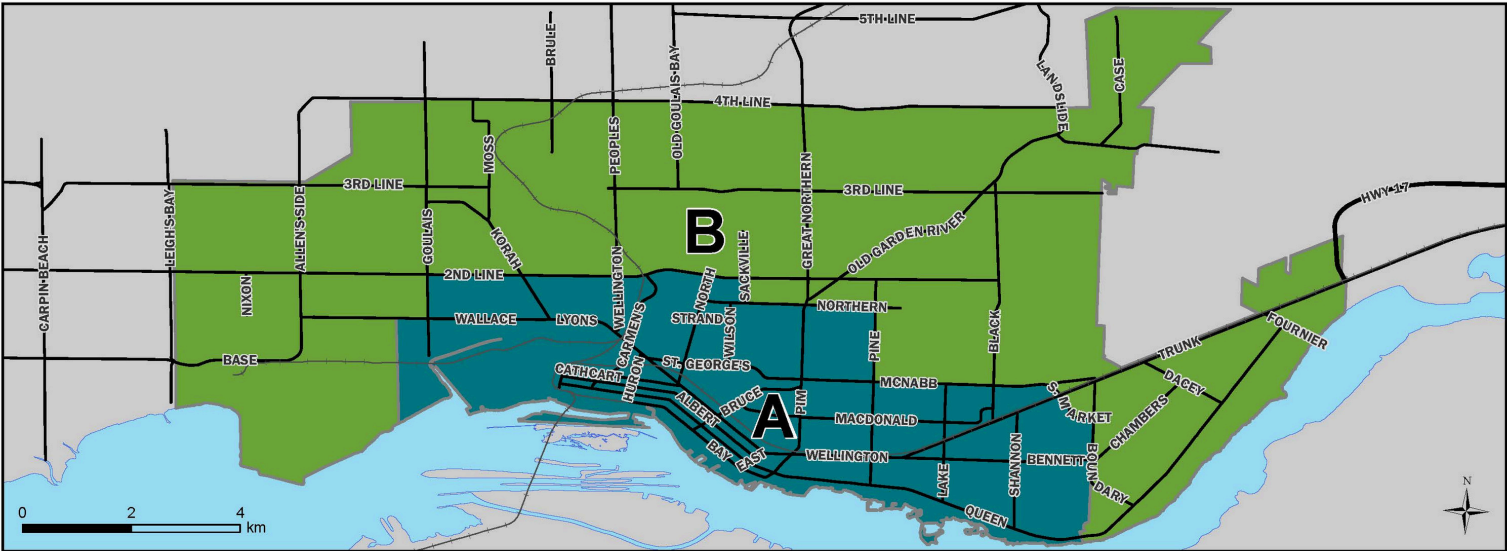 5TH LINE
BRULE
PEOPLES
OLD GOULAIS BAY
LANDSLIDE
CASE
4TH LINE
MOSS
HWY 17
3RD LINE
3RD LINE
GREAT NORTHERN
LEIGH'S BAY
ALLEN'S SIDE
GOULAIS
KORAH
B
OLD GARDEN RIVER
CARPIN BEACH
NIXON
2ND LINE
WELLINGTON
NORTH
SACKVILLE
NORTHERN
WALLACE
LYONS
CARMEN'S
STRAND
WILSON
PINE
BLACK
BASE
ST. GEORGE'S
TRUNK
FOURNIER
CATHCART
HURON
MCNABB
DACEY
ALBERT
BRUCE
A
PIM
MACDONALD
S. MARKET
CHAMBERS
BAY
EAST
WELLINGTON
LAKE
SHANNON
BENNETT
BOUNDARY
QUEEN
0 2 4
km
N